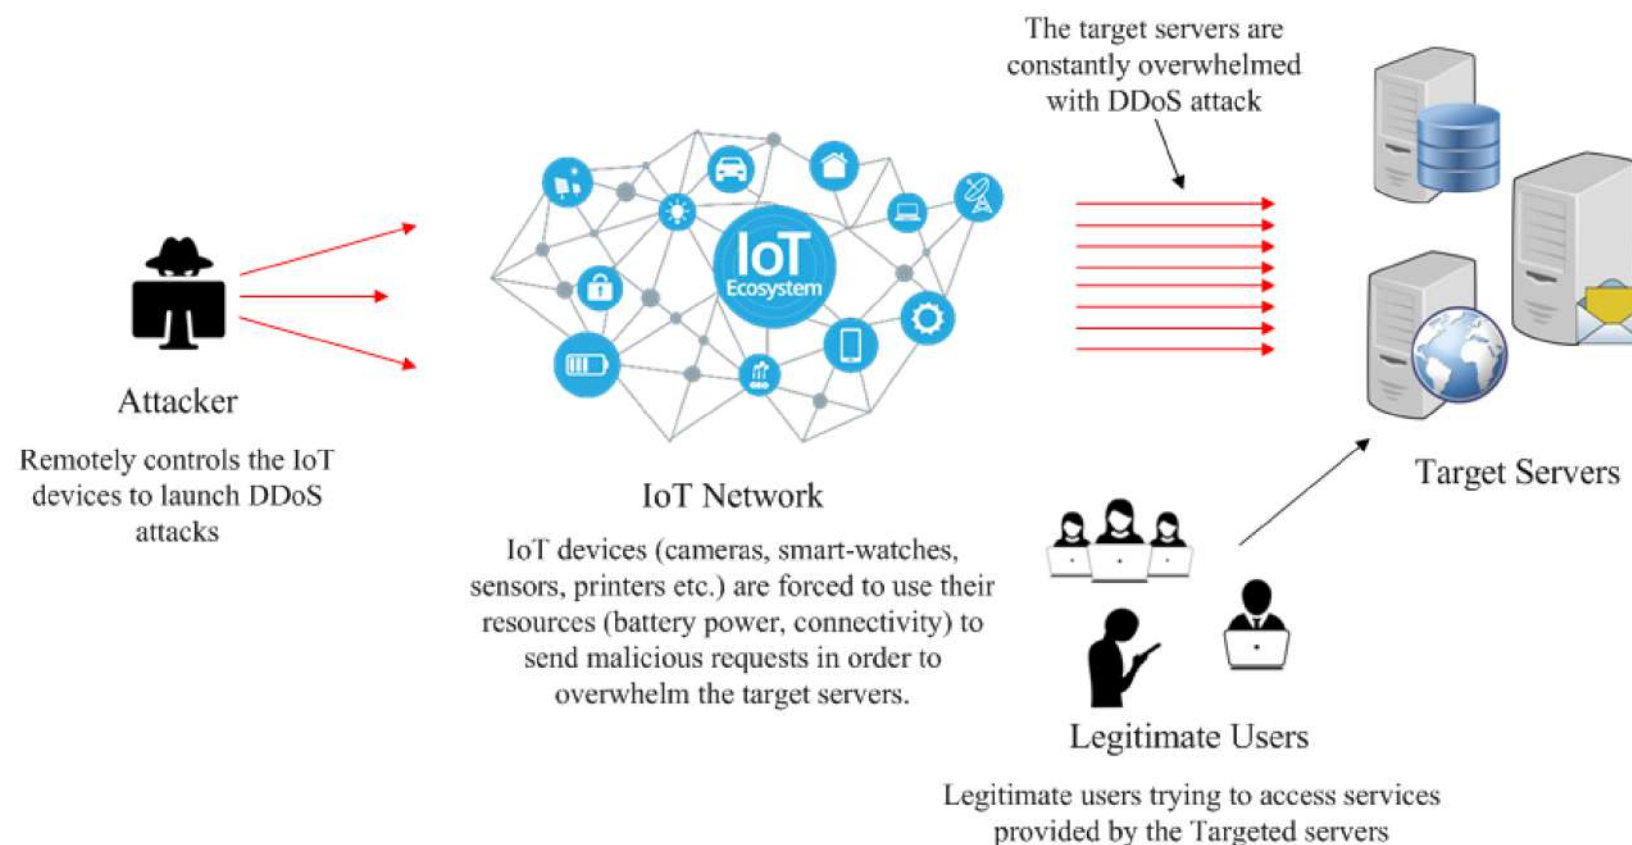 The target servers are
constantly overwhelmed
with DDoS attack
IoT
Ecosystem
Attacker
Remotely controls the IoT
devices to launch DDoS
attacks
IoT Network
IoT devices (cameras, smart-watches,
sensors, printers etc.) are forced to use their
resources (battery power, connectivity) to
send malicious requests in order to
overwhelm the target servers.
Target Servers
Legitimate Users
Legitimate users trying to access services
provided by the Targeted servers